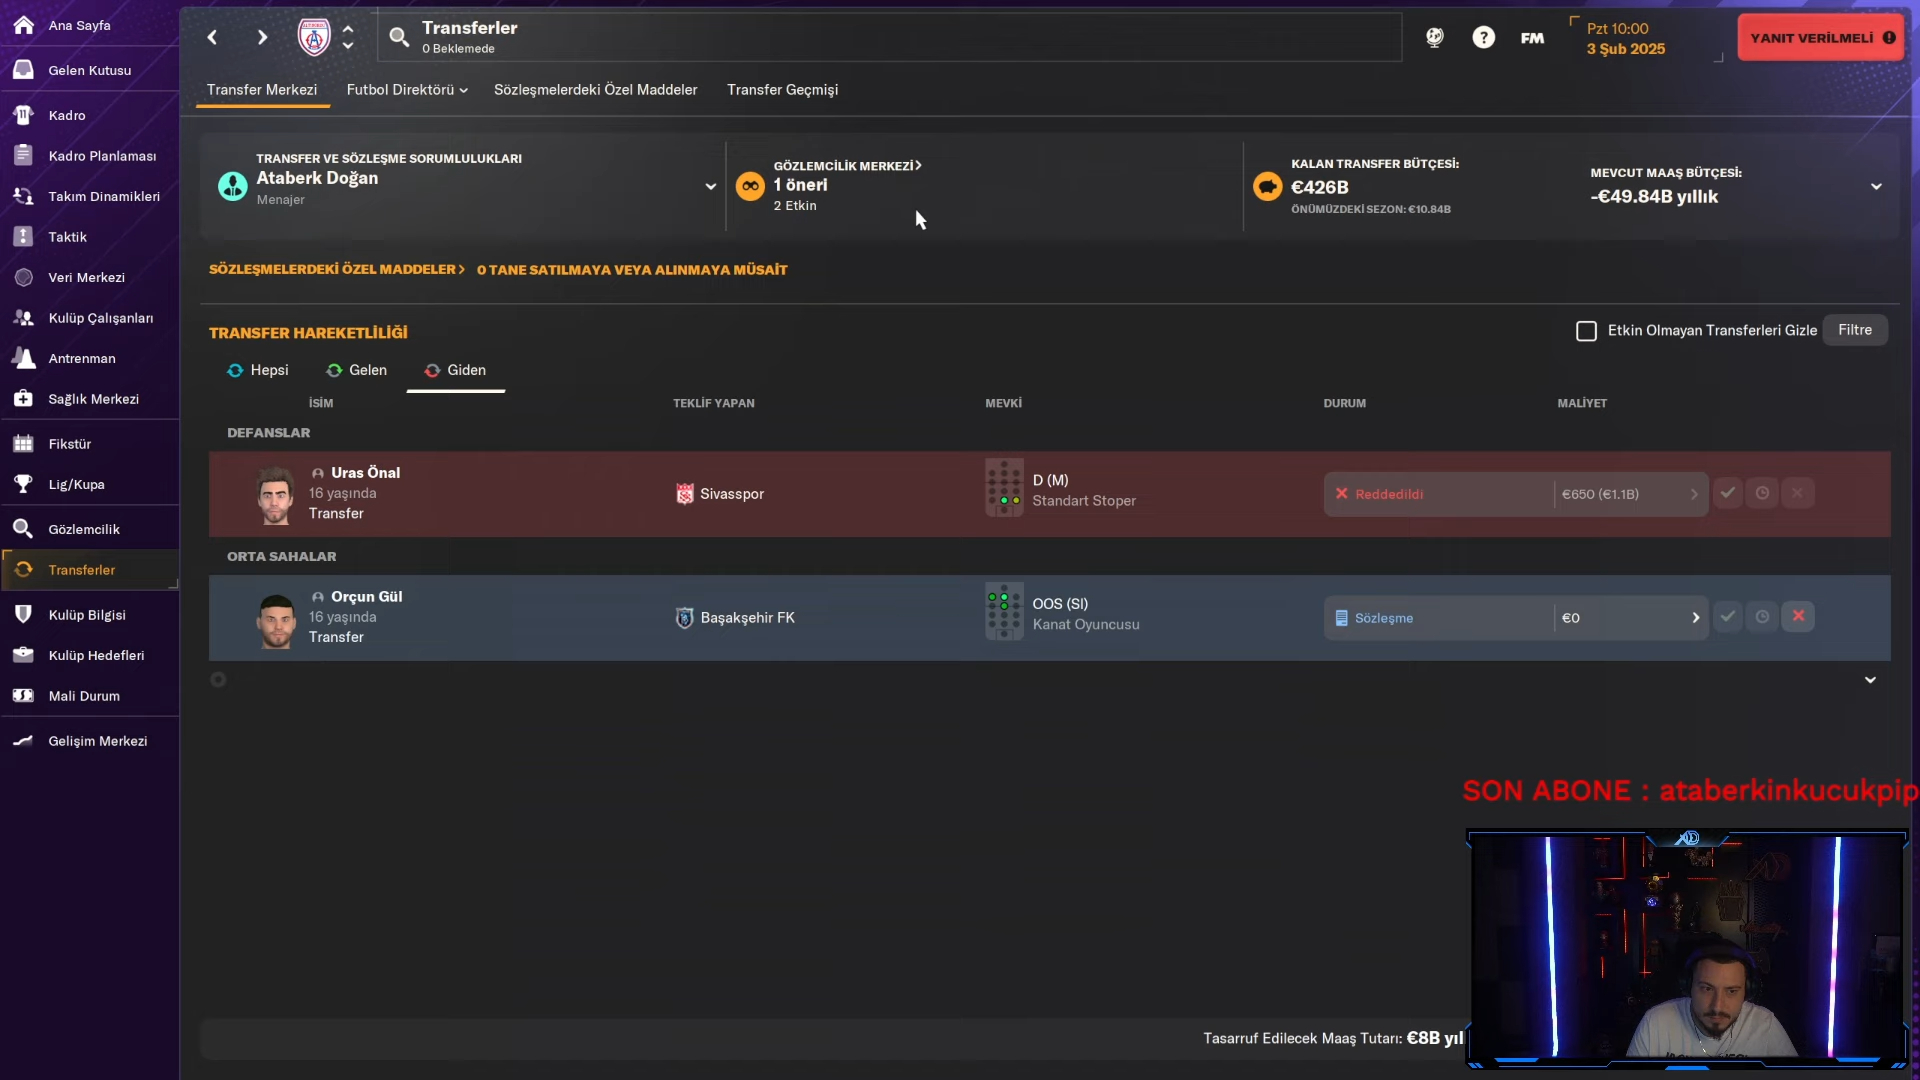 Ana Sayfa
Gelen Kutusu
Kadro
Kadro Planlaması
Takım Dinamikleri
Taktik
Veri Merkezi
Kulüp Çalışanları
Antrenman
Sağlık Merkezi
Fikstür
Lig/Kupa
Gözlemcilik
Transferler
Kulüp Bilgisi
Kulüp Hedefleri
Mali Durum
Gelişim Merkezi
Transferler
0 Beklemede
FM
Pzt 10:00
3 Şub 2025
YANIT VERİLMELİ
Transfer Merkezi
Futbol Direktörü
Sözleşmelerdeki Özel Maddeler
Transfer Geçmişi
TRANSFER VE SÖZLEŞME SORUMLULUKLARI
Ataberk Doğan
Menajer
GÖZLEMCİLİK MERKEZİ>
1 öneri
2 Etkin
KALAN TRANSFER BÜTÇESİ:
€426B
ÖNÜMÜZDEKİ SEZON: €10.84B
MEVCUT MAAŞ BÜTÇESİ:
-€49.84B yıllık
SÖZLEŞMELERDEKİ ÖZEL MADDELER> 0 TANE SATILMAYA VEYA ALINMAYA MÜSAİT
TRANSFER HAREKETLİLİĞİ
Etkin Olmayan Transferleri Gizle
Filtre
Hepsi
Gelen
Giden
İSİM
TEKLİF YAPAN
MEVKİ
DURUM
MALİYET
DEFANSLAR
Uras Önal
16 yaşında
Transfer
Sivasspor
D (M)
Standart Stoper
Reddedildi
€650 (€1.1B)
ORTA SAHALAR
Orçun Gül
16 yaşında
Transfer
Başakşehir FK
OOS (Sl)
Kanat Oyuncusu
Sözleşme
€0
SON ABONE : ataberkinkucukpip
Tasarruf Edilecek Maaş Tutarı: €8B yıl